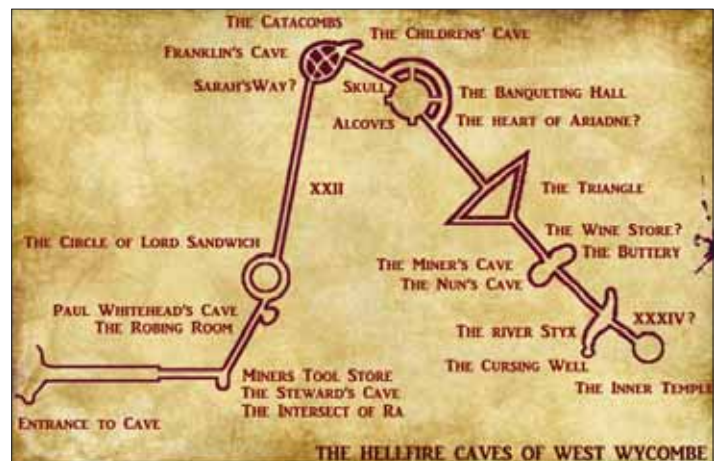 The Catacombs
The Childrens' Cave
Franklin's Cave
Sarah'sWay?
Skull
The Banqueting Hall
Alcoves
The heart of Ariadne?
XXII
The Triangle
The Wine Store?
The Circle of Lord Sandwich
The Buttery
The Miner's Cave
The Nun's Cave
Paul Whitehead's Cave
The Robing Room
XXXIV?
The river Styx
The Cursing Well
Miners Tool Store
The Steward's Cave
The Intersect of Ra
The Inner Temple
Entrance to Cave
THE HELLFIRE CAVES OF WEST WYCOMBE